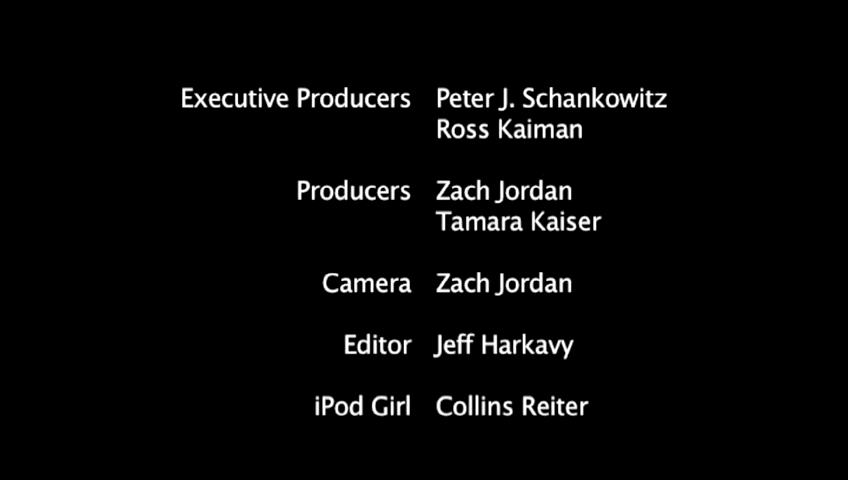 Executive Producers Peter J. Schankowitz
Ross Kaiman
Producers Zach Jordan
Tamara Kaiser
Camera Zach Jordan
Editor Jeff Harkavy
iPod Girl Collins Reiter